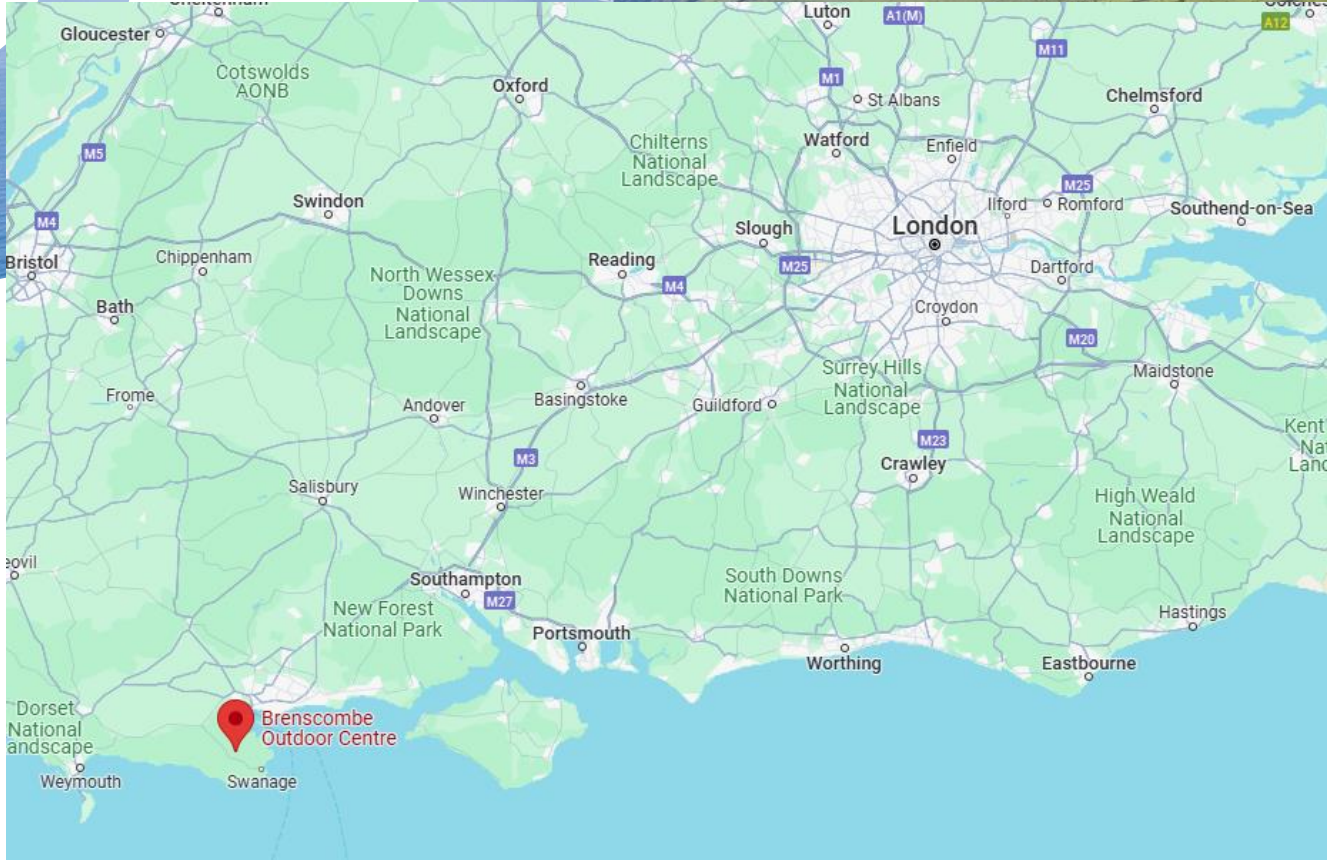 Cheltenham
Luton
A1(M)
Gloucester
A12
M11
Cotswolds
AONB
Oxford
M1
St Albans
Chelmsford
M5
Chilterns
National
Landscape
Watford
Enfield
M25
Swindon
Ilford
Romford
Southend-on-Sea
M4
London
Slough
Chippenham
Bristol
Reading
M25
Dartford
North Wessex
Downs
National
Landscape
M4
Bath
Croydon
M20
Surrey Hills
National
Landscape
Maidstone
Frome
Andover
Basingstoke
Guildford
M23
M3
Crawley
Salisbury
Winchester
High Weald
National
Landscape
Southampton
M27
South Downs
National Park
New Forest
National Park
Hastings
Portsmouth
Worthing
Eastbourne
Dorset
National
andscape
Brenscombe
Outdoor Centre
Weymouth
Swanage